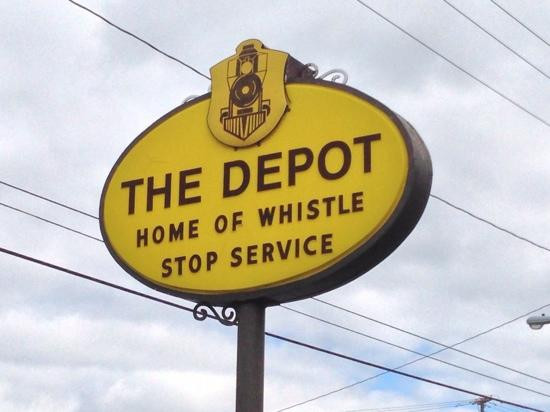 THE DEPOT
HOME OF WHISTLE
STOP SERVICE